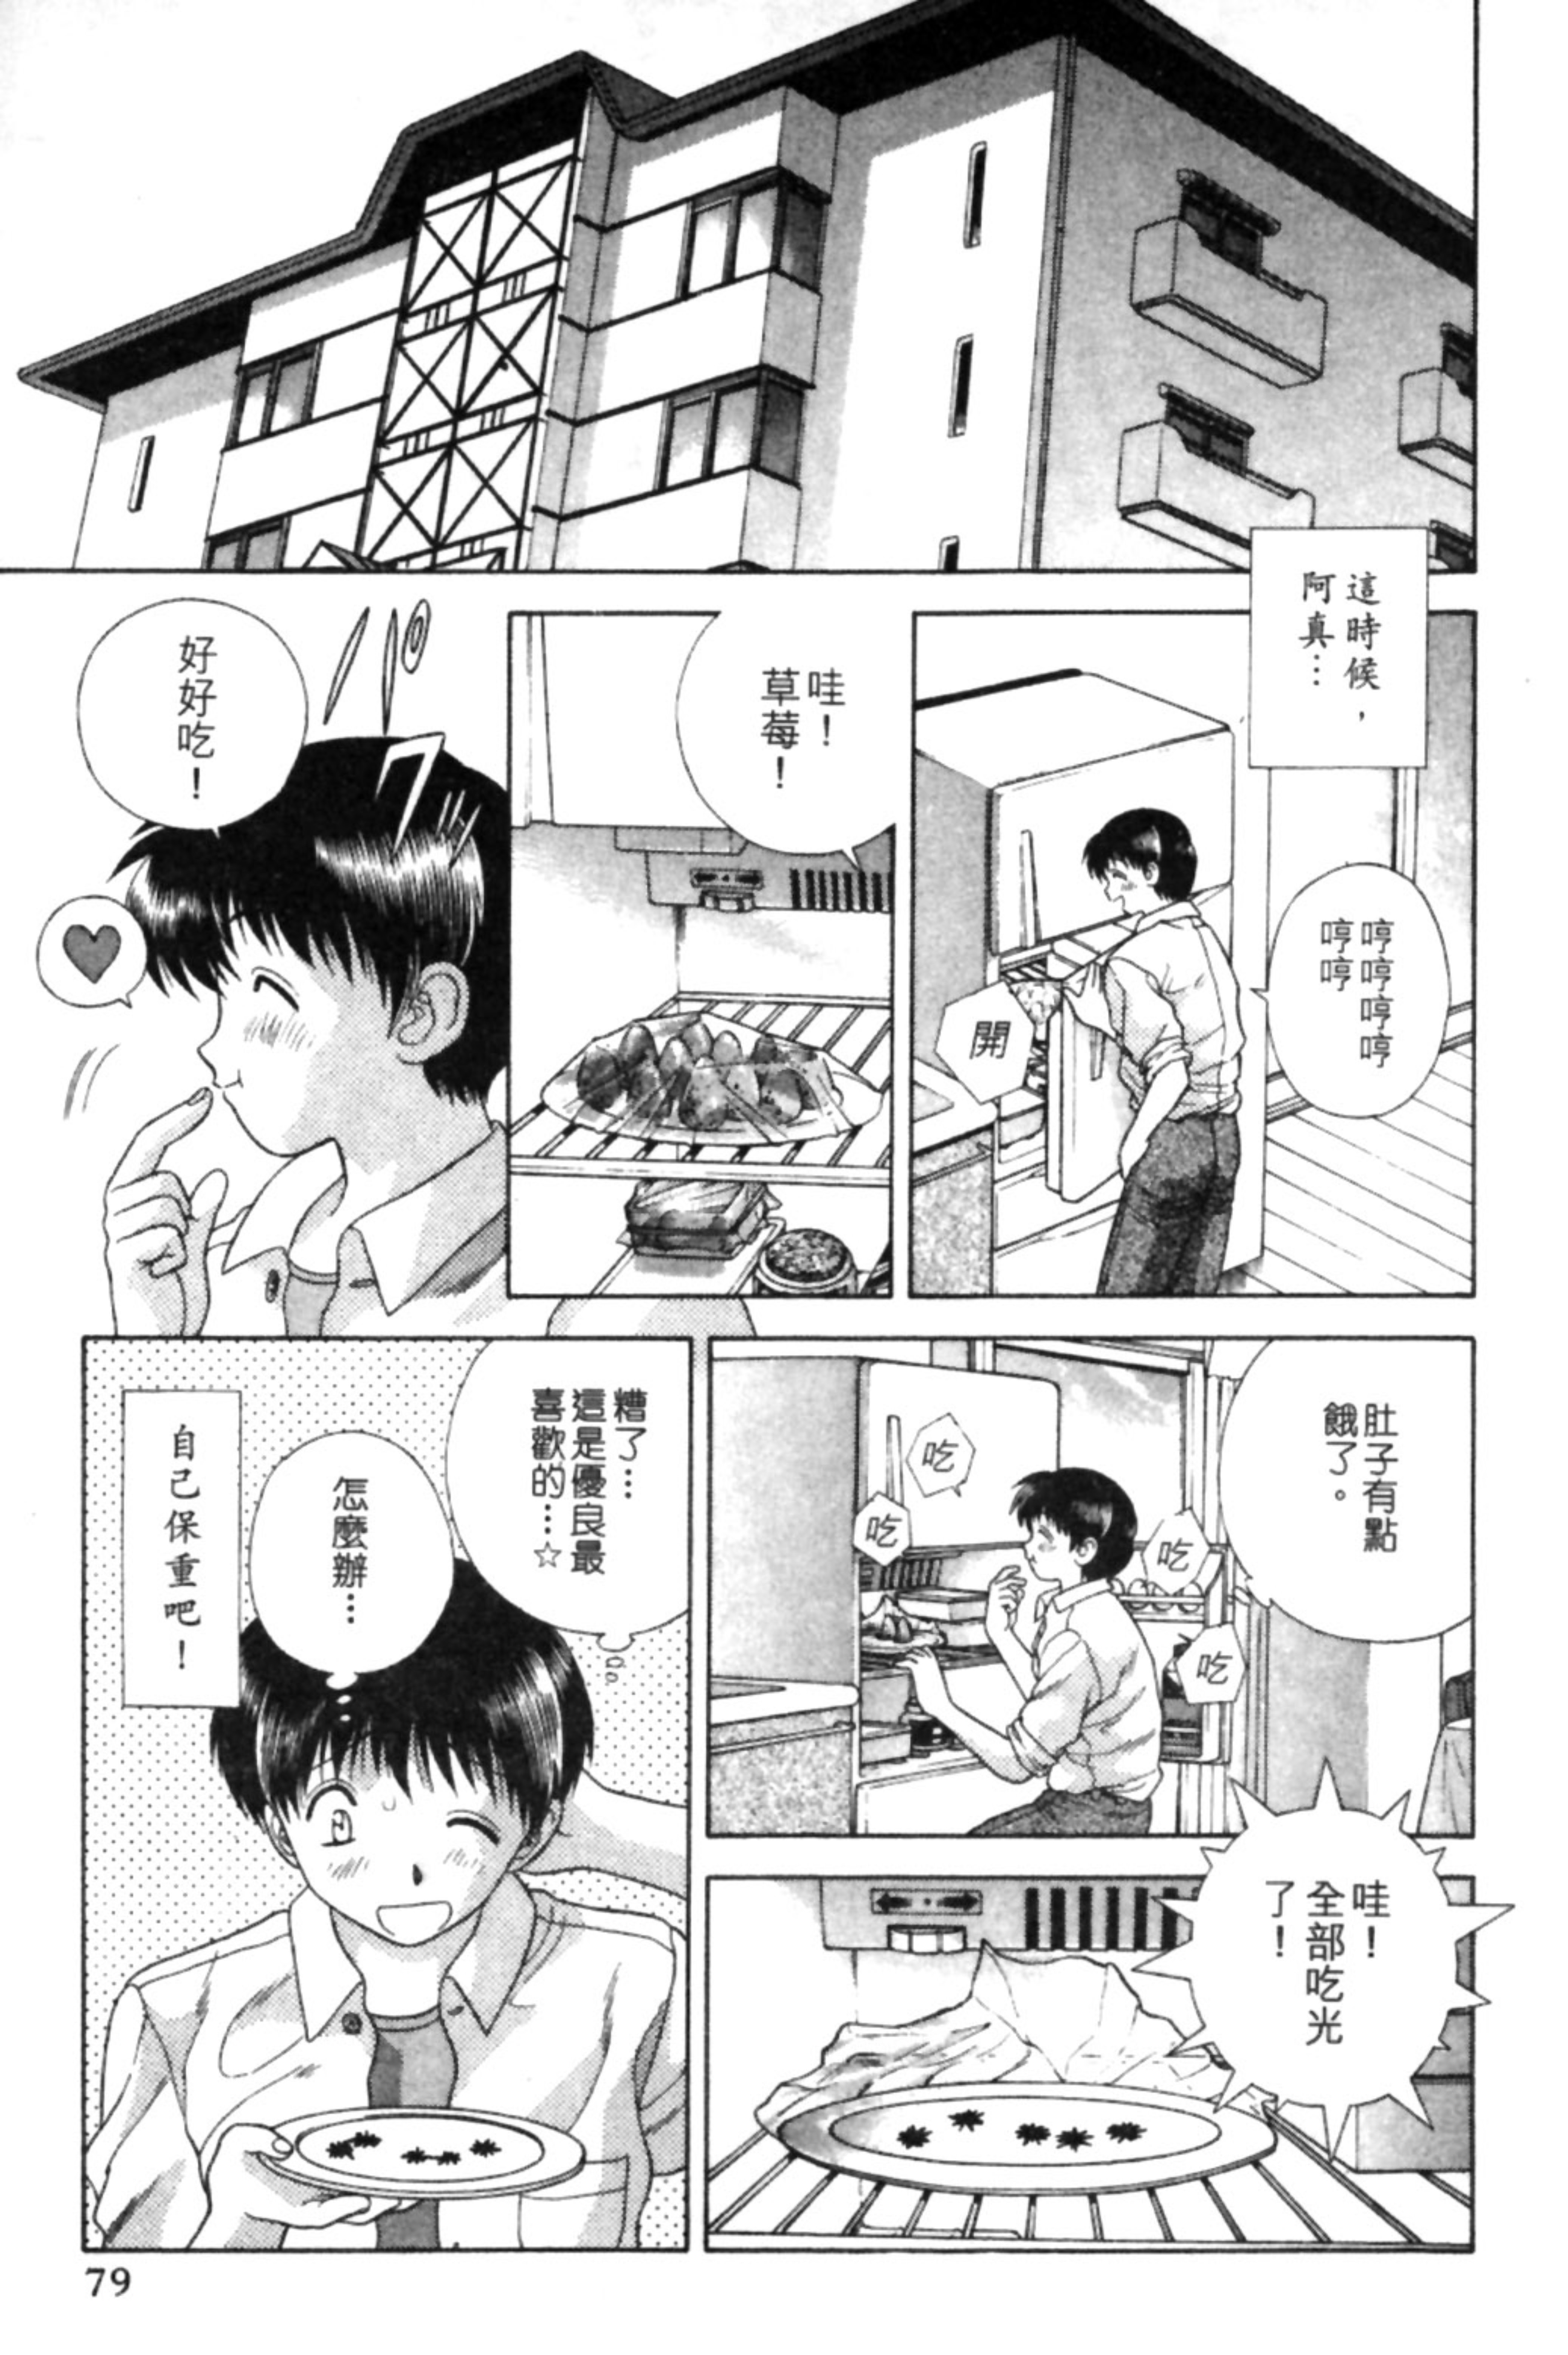 這時候，
阿真…
哼哼哼哼
哼哼
開
哇！
草莓！
好好吃！
パク
肚子有點
餓了。
吃
吃
吃
吃
哇！
全部吃光
了！
糟了…
這是優良最
喜歡的…☆
怎麼辦…
自己保重吧！
79